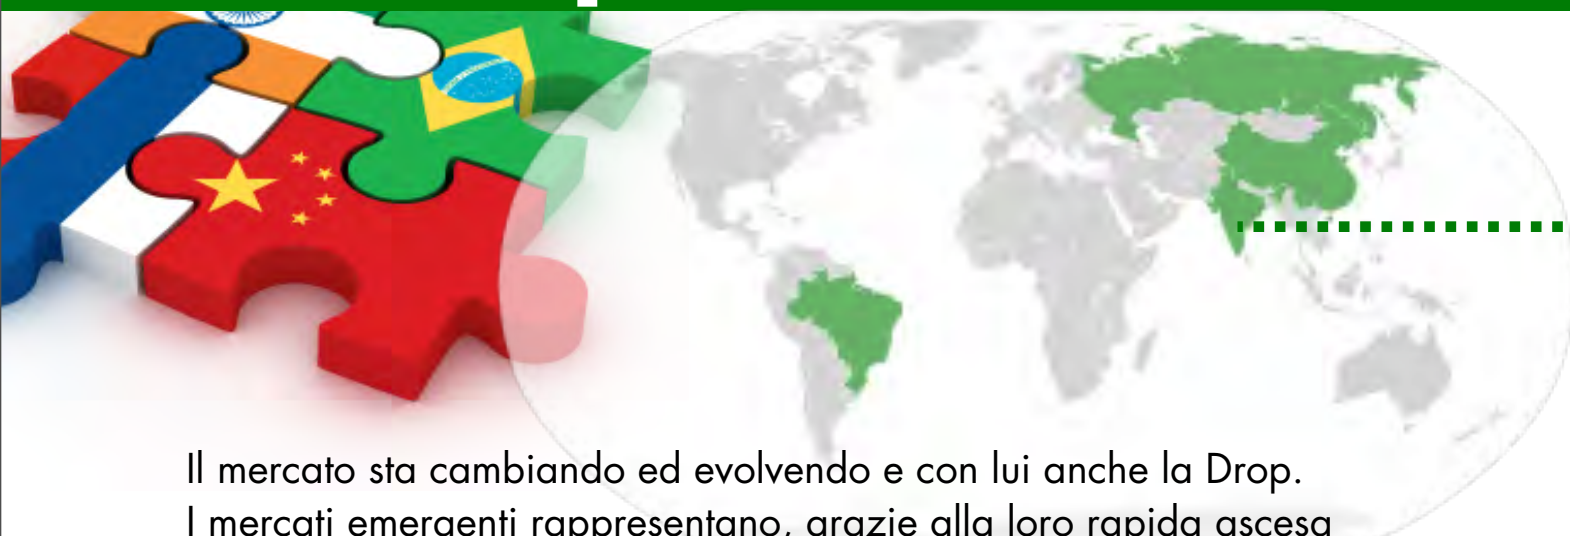 Il mercato sta cambiando ed evolvendo e con lui anche la Drop.
I mercati emergenti rappresentano, grazie alla loro rapida ascesa